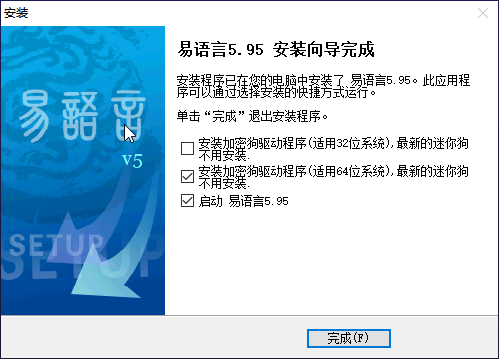 安装
易語言
v5
SETUP
SETUP
易语言5.95 安装向导完成
安装程序已在您的电脑中安装了 易语言5.95。此应用程
序可以通过选择安装的快捷方式运行。
单击“完成”退出安装程序。
安装加密狗驱动程序(适用32位系统),最新的迷你狗
不用安装.
安装加密狗驱动程序(适用64位系统),最新的迷你狗
不用安装.
启动 易语言5.95
完成(F)